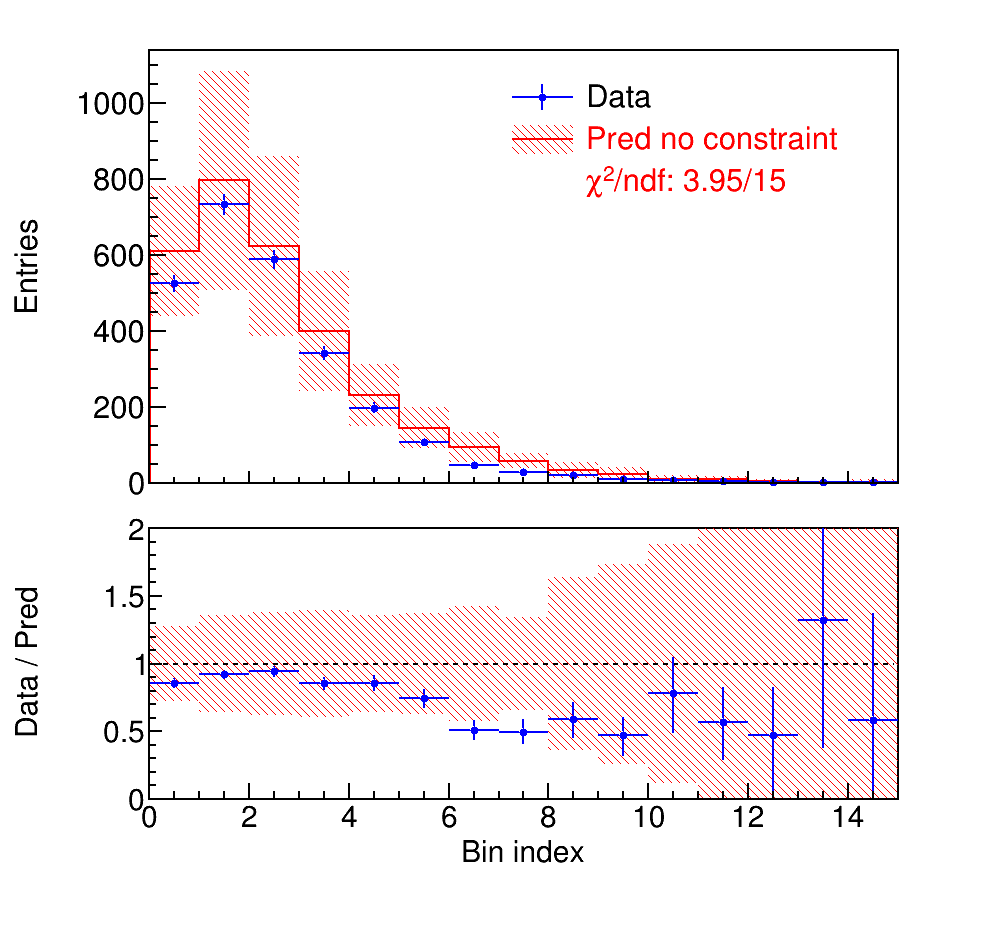 Entries
1000
800
600
400
200
0
Data
Pred no constraint
χ²/ndf: 3.95/15
Data / Pred
2
1.5
1
0.5
0
0 2 4 6 8 10 12 14
Bin index